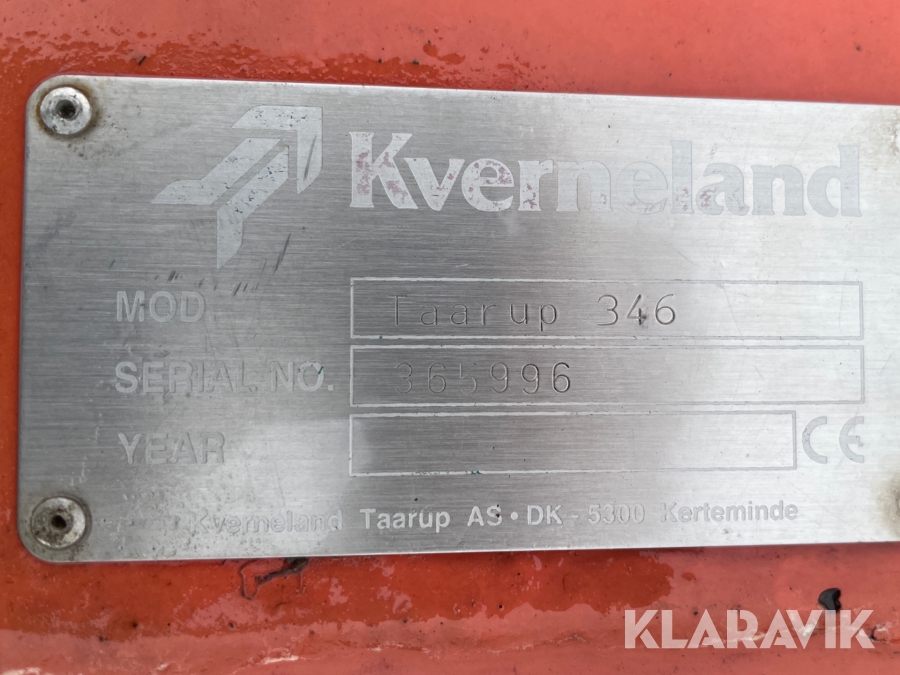 Kverneland
MOD. Taarup 346
SERIAL NO. 365996
YEAR CE
Kverneland Taarup AS · DK - 5300 Kerteminde
KLARAVIK